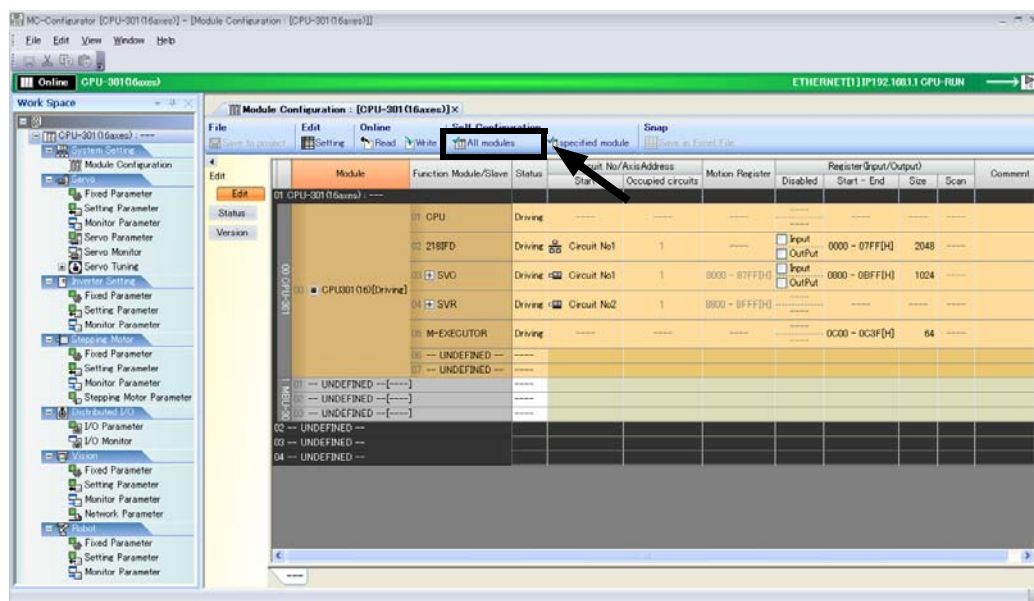 MC-Configurator [CPU-301(16axes)] - [Module Configuration : [CPU-301(16axes)]]
File Edit View Window Help
Online CPU-301(16axes) ETHERNET[1] IP192.168.1.1 CPU-RUN
Work Space
Module Configuration : [CPU-301(16axes)]
File Edit Online Self Configuration Snap
Save to project Setting Read Write All modules specified module Save in Excel File
CPU-301(16axes) : ----
System Setting
Module Configuration
Servo
Fixed Parameter
Setting Parameter
Monitor Parameter
Servo Parameter
Servo Monitor
Servo Tuning
Inverter Setting
Fixed Parameter
Setting Parameter
Monitor Parameter
Stepping Motor
Fixed Parameter
Setting Parameter
Monitor Parameter
Stepping Motor Parameter
Distributed I/O
I/O Parameter
I/O Monitor
Vision
Fixed Parameter
Setting Parameter
Monitor Parameter
Network Parameter
Robot
Fixed Parameter
Setting Parameter
Monitor Parameter
Edit
Edit
Status
Version
Module Function Module/Slave Status Circuit No/AxisAddress Motion Register Register(Input/Output) Comment
Start Occupied circuits Disabled Start - End Size Scan
01 CPU-301(16axes) : ----
00 CPU-301
00 CPU301(16)[Driving]
01 CPU Driving ---- ---- ---- ---- ---- ---- ----
02 218IFD Driving Circuit No1 1 ---- Input OutPut 0000 - 07FF[H] 2048 ----
03 SVC Driving Circuit No1 1 8000 - 87FF[H] Input OutPut 0800 - 0BFF[H] 1024 ----
04 SVR Driving Circuit No2 1 8800 - 8FFF[H] ---- ---- ---- ----
05 M-EXECUTOR Driving ---- ---- ---- ---- 0C00 - 0C3F[H] 64 ----
06 -- UNDEFINED -- ----
07 -- UNDEFINED -- ----
01 -- UNDEFINED --[----] ----
02 -- UNDEFINED --[----] ----
03 -- UNDEFINED --[----] ----
02 -- UNDEFINED --
03 -- UNDEFINED --
04 -- UNDEFINED --
----